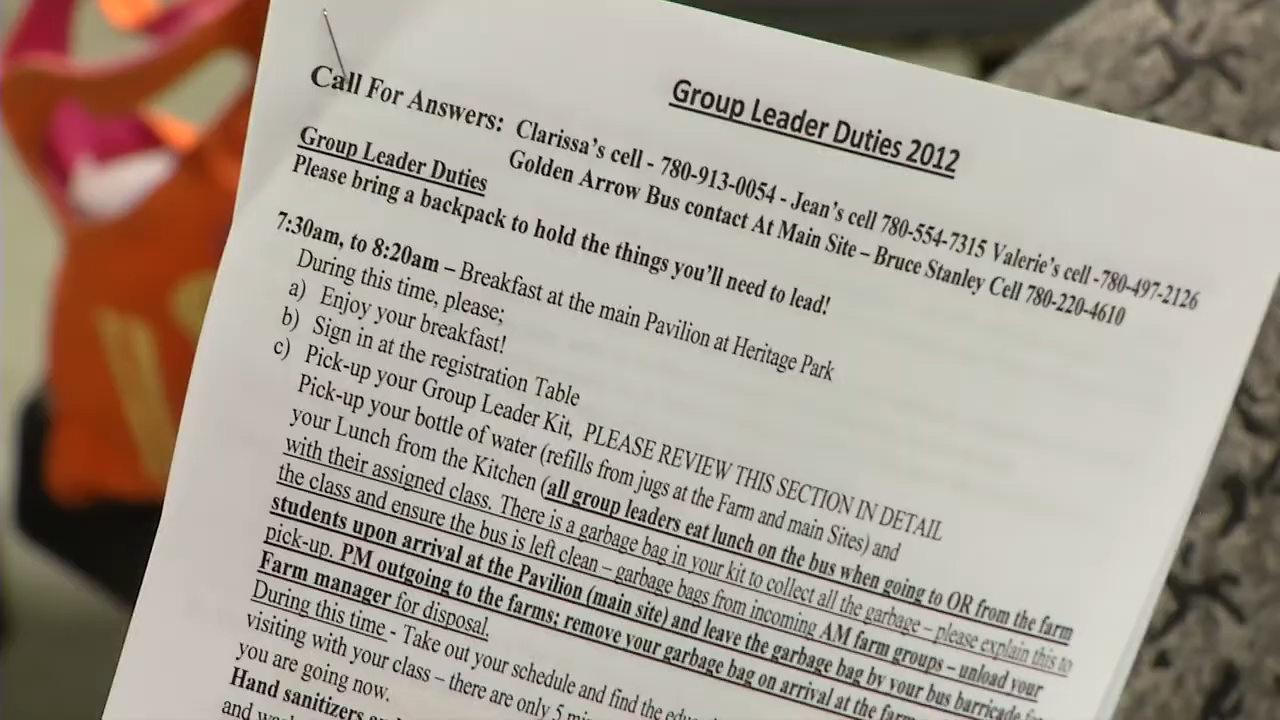 Group Leader Duties 2012
Call For Answers: Clarissa's cell - 780-913-0054 - Jean's cell 780-554-7315 Valerie's cell -780-497-2126
Golden Arrow Bus contact At Main Site – Bruce Stanley Cell 780-220-4610
Group Leader Duties
Please bring a backpack to hold the things you'll need to lead!
7:30am, to 8:20am – Breakfast at the main Pavilion at Heritage Park
During this time, please;
a) Enjoy your breakfast!
b) Sign in at the registration Table
c) Pick-up your Group Leader Kit, PLEASE REVIEW THIS SECTION IN DETAIL
Pick-up your bottle of water (refills from jugs at the Farm and main Sites) and
your Lunch from the Kitchen (all group leaders eat lunch on the bus when going to OR from the farm
with their assigned class. There is a garbage bag in your kit to collect all the garbage – please explain this to
the class and ensure the bus is left clean – garbage bags from incoming AM farm groups – unload your
students upon arrival at the Pavilion (main site) and leave the garbage bag by your bus barricade for
pick-up. PM outgoing to the farms; remove your garbage bag on arrival at the farm
Farm manager for disposal.
During this time - Take out your schedule and find the
visiting with your class – there are only 5
you are going now.
Hand sanitizers
and